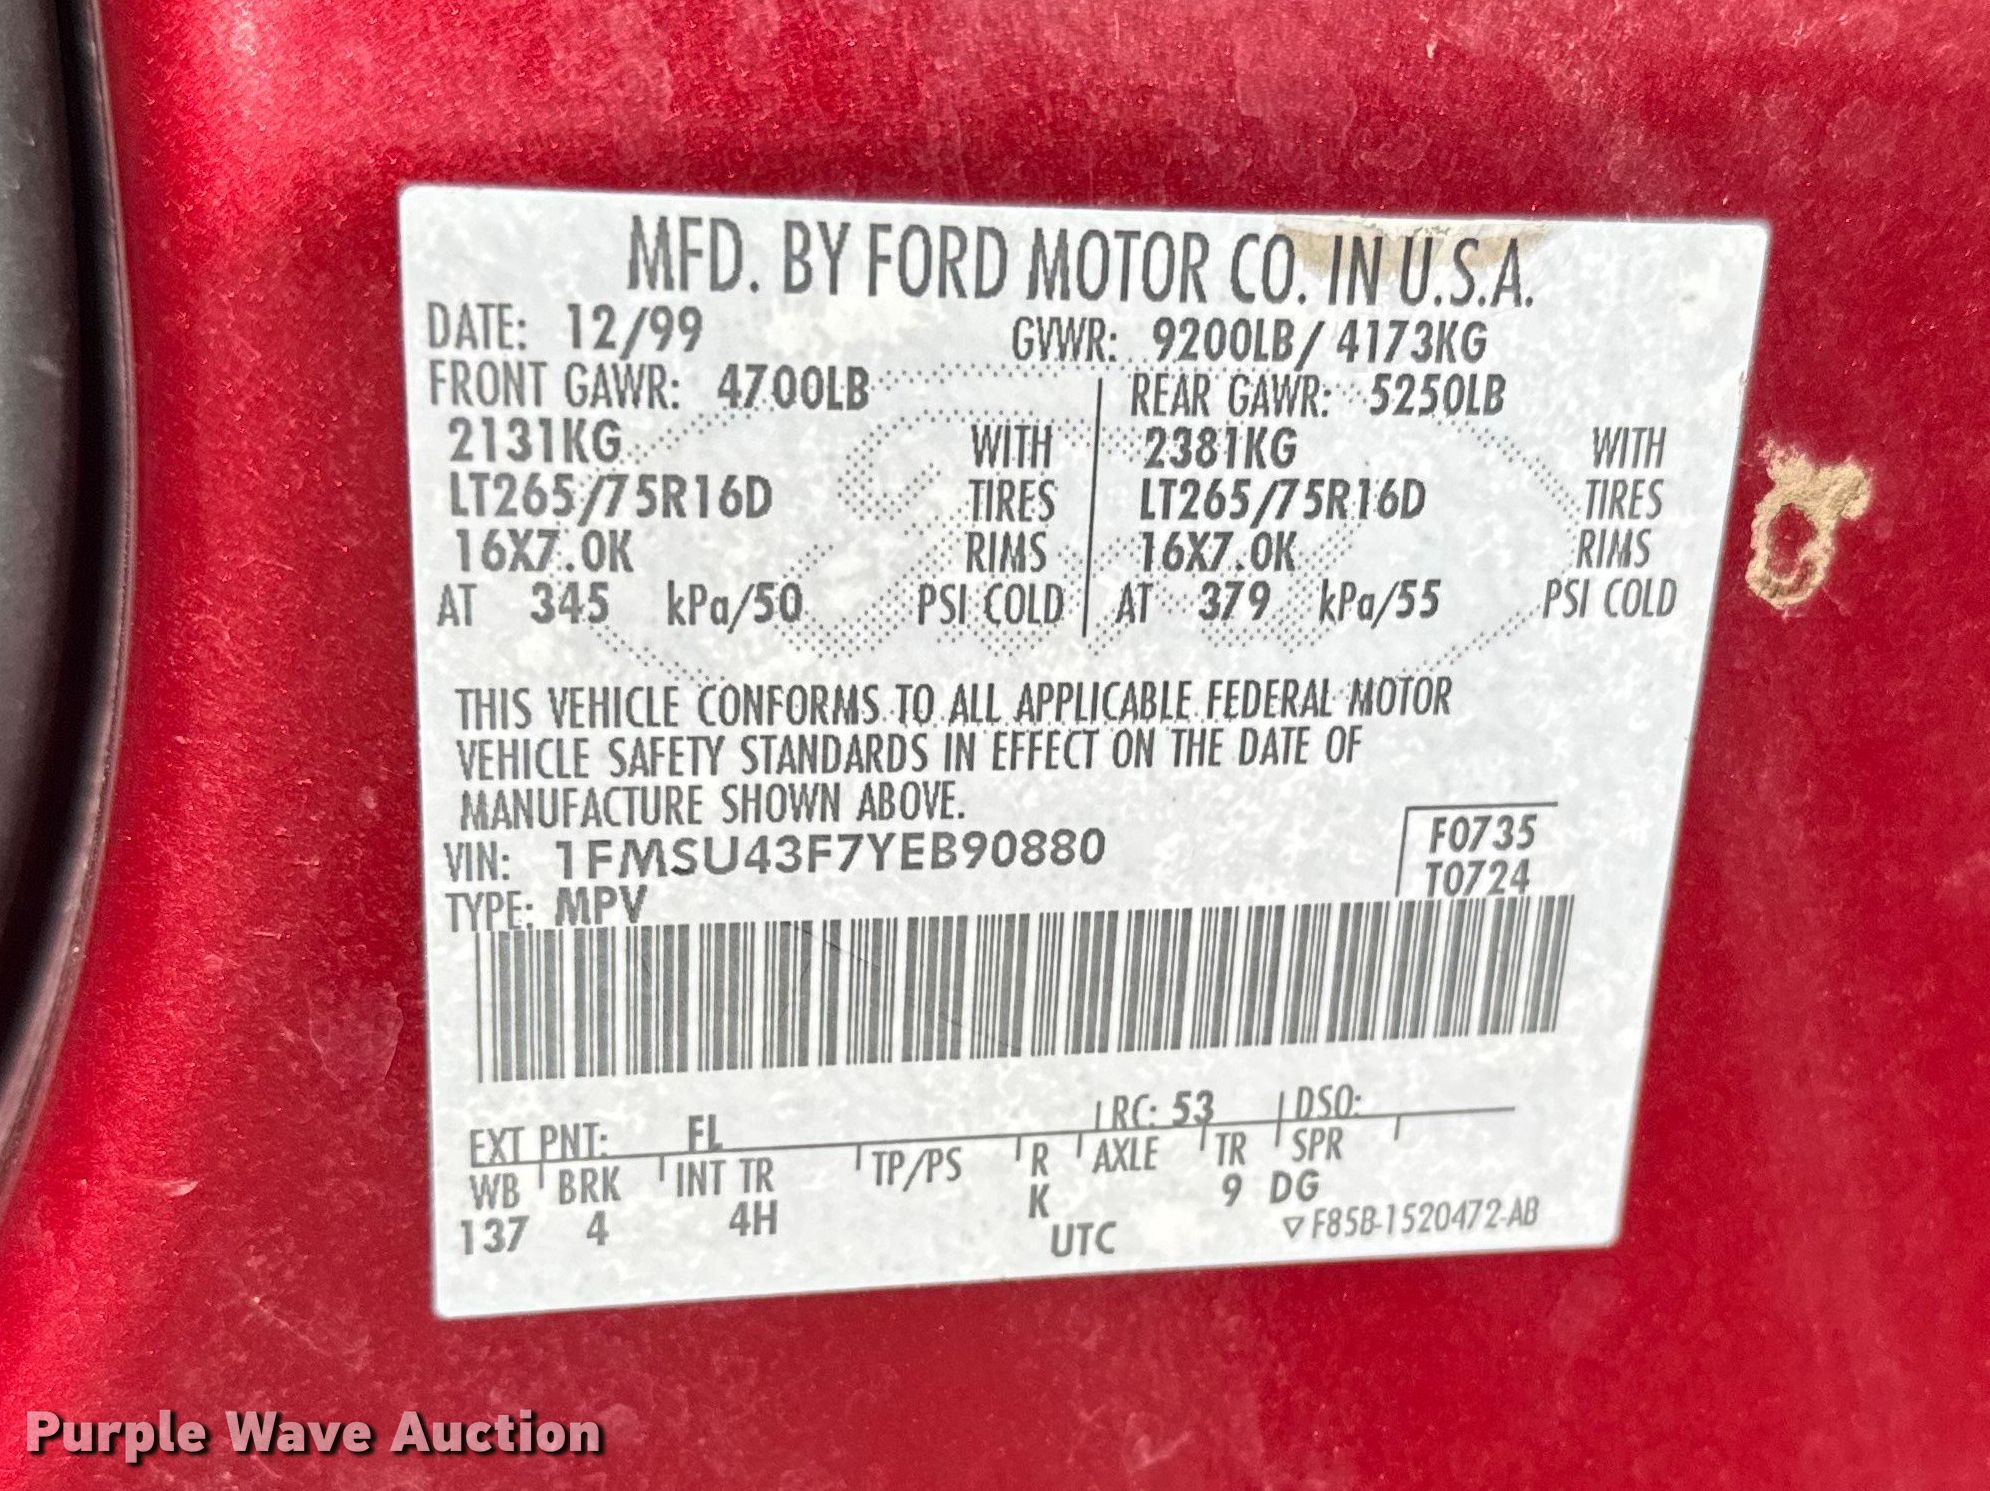 MFD. BY FORD MOTOR CO. IN U.S.A.
DATE: 12/99 GVWR: 9200LB/ 4173KG
FRONT GAWR: 4700LB REAR GAWR: 5250LB
2131KG WITH 2381KG WITH
LT265/75R16D TIRES LT265/75R16D TIRES
16X7.0K RIMS 16X7.0K RIMS
AT 345 kPa/50 PSI COLD AT 379 kPa/55 PSI COLD
THIS VEHICLE CONFORMS TO ALL APPLICABLE FEDERAL MOTOR
VEHICLE SAFETY STANDARDS IN EFFECT ON THE DATE OF
MANUFACTURE SHOWN ABOVE.
VIN: 1FMSU43F7YEB90880 F0735
TYPE: MPV T0724
EXT PNT: FL RC: 53 DSO:
WB BRK INT TR TP/PS R AXLE TR SPR
137 4 4H K 9 DG
UTC F85B-1520472-AB
Purple Wave Auction